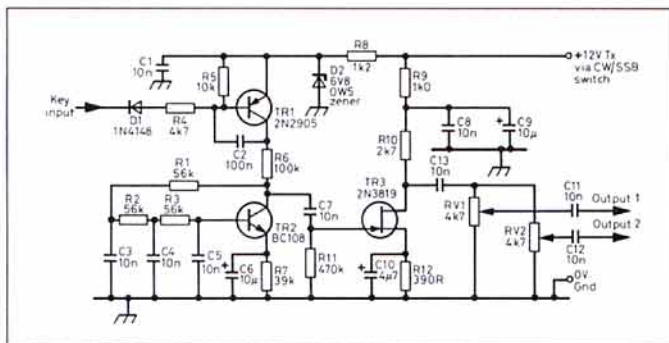 C1
10n
R5
10k
D2
6V8
0W5
zener
R8
1k2
+12V Tx
via CW/SSB
switch
R9
1k0
Key
input
D1
1N4148
R4
4k7
TR1
2N2905
C2
100n
R6
100k
R10
2k7
C8
10n
C9
10µ
R1
56k
R2
56k
R3
56k
C7
10n
TR3
2N3819
C13
10n
RV1
4k7
C11
10n
Output 1
RV2
4k7
Output 2
C12
10n
TR2
BC108
C3
10n
C4
10n
C5
10n
C6
10µ
R7
39k
R11
470k
C10
4µ7
R12
390R
0V
Gnd